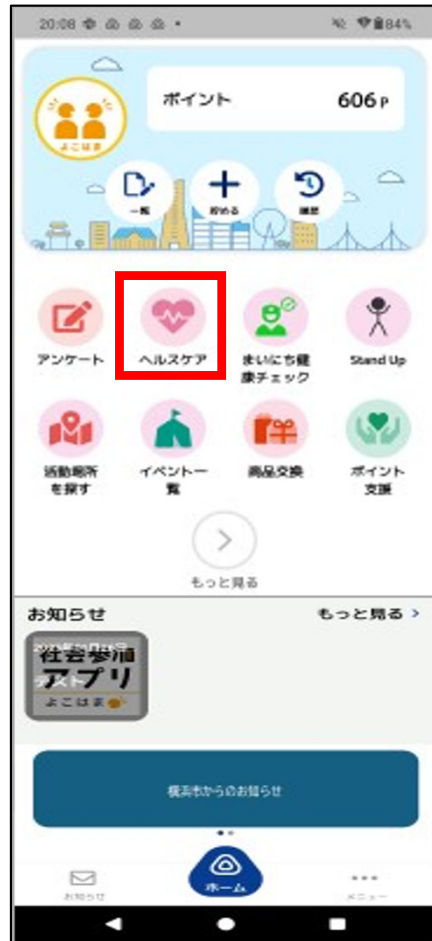 20:08
84%
ポイント
606 P
よこはま
一覧
貯める
履歴
アンケート
ヘルスケア
まいにち健
康チェック
Stand Up
活動場所
を探す
イベント一
覧
商品交換
ポイント
支援
もっと見る
お知らせ
もっと見る >
社会参加
アプリ
テスト
よこはま
横浜市からのお知らせ
お知らせ
ホーム
メニュー